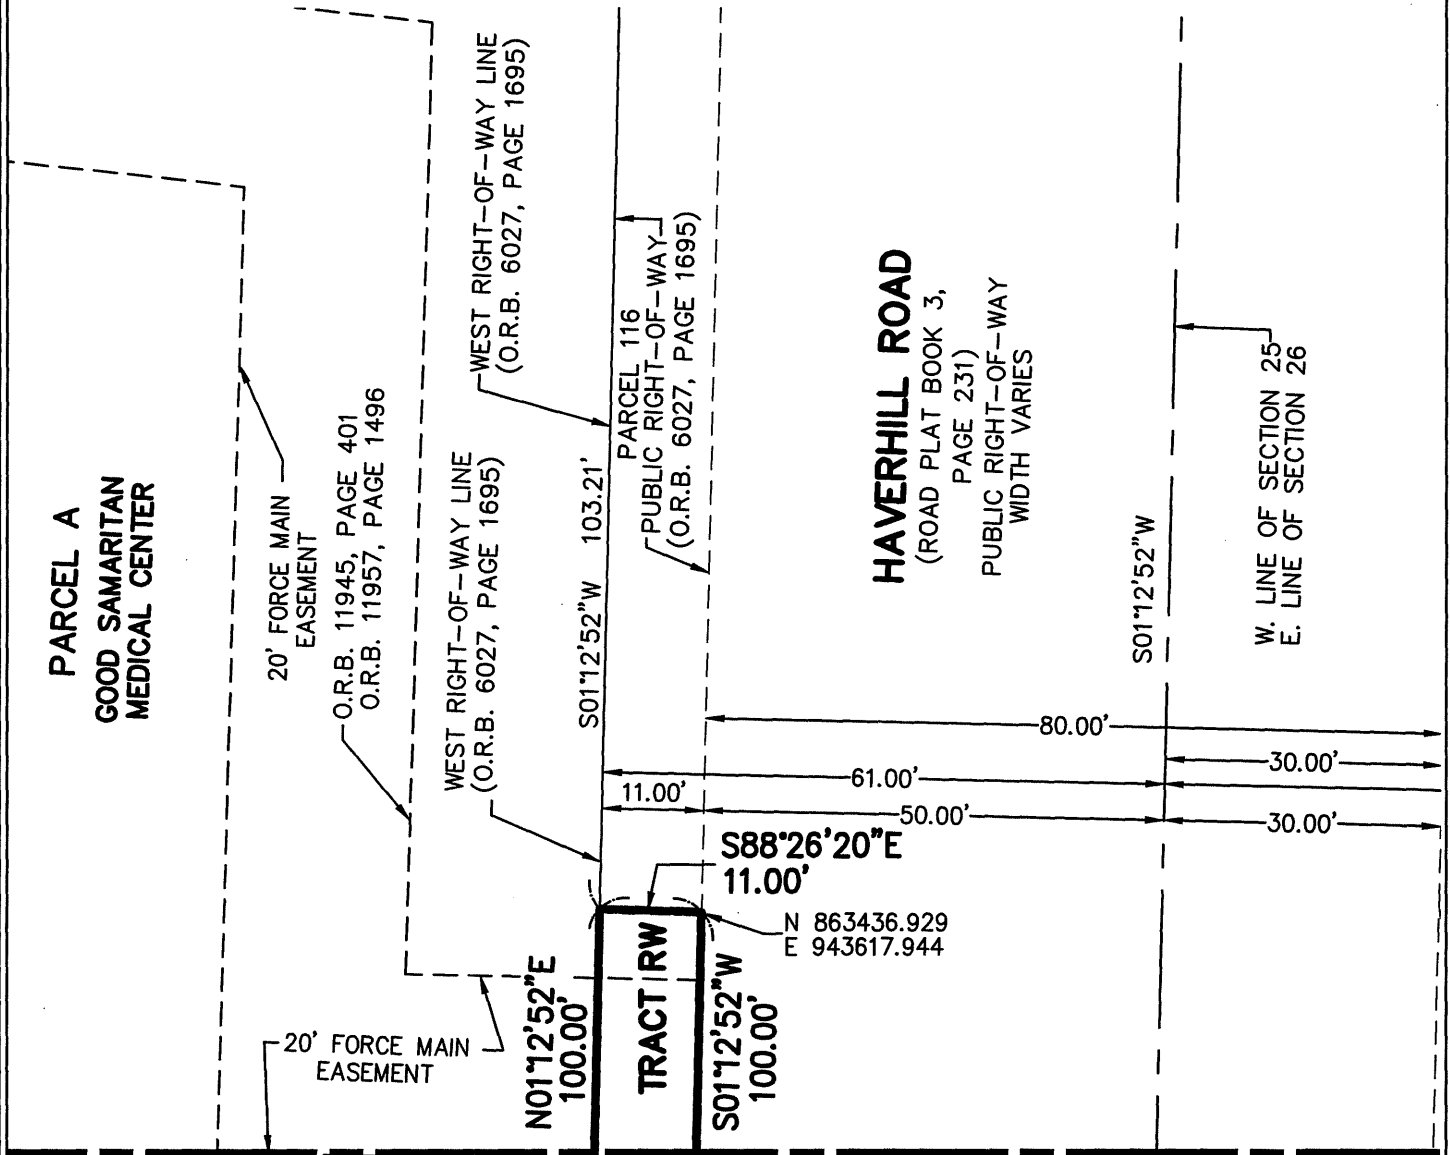 PARCEL A
GOOD SAMARITAN
MEDICAL CENTER
20' FORCE MAIN
EASEMENT
O.R.B. 11945, PAGE 401
O.R.B. 11957, PAGE 1496
WEST RIGHT-OF-WAY LINE
(O.R.B. 6027, PAGE 1695)
WEST RIGHT-OF-WAY LINE
(O.R.B. 6027, PAGE 1695)
S01°12'52"W 103.21'
PARCEL 116
PUBLIC RIGHT-OF-WAY
(O.R.B. 6027, PAGE 1695)
HAVERHILL ROAD
(ROAD PLAT BOOK 3,
PAGE 231)
PUBLIC RIGHT-OF-WAY
WIDTH VARIES
S01°12'52"W
W. LINE OF SECTION 25
E. LINE OF SECTION 26
80.00'
30.00'
61.00'
11.00'
50.00'
30.00'
S88°26'20"E
11.00'
N 863436.929
E 943617.944
20' FORCE MAIN
EASEMENT
N01°12'52"E
100.00'
TRACT RW
S01°12'52"W
100.00'